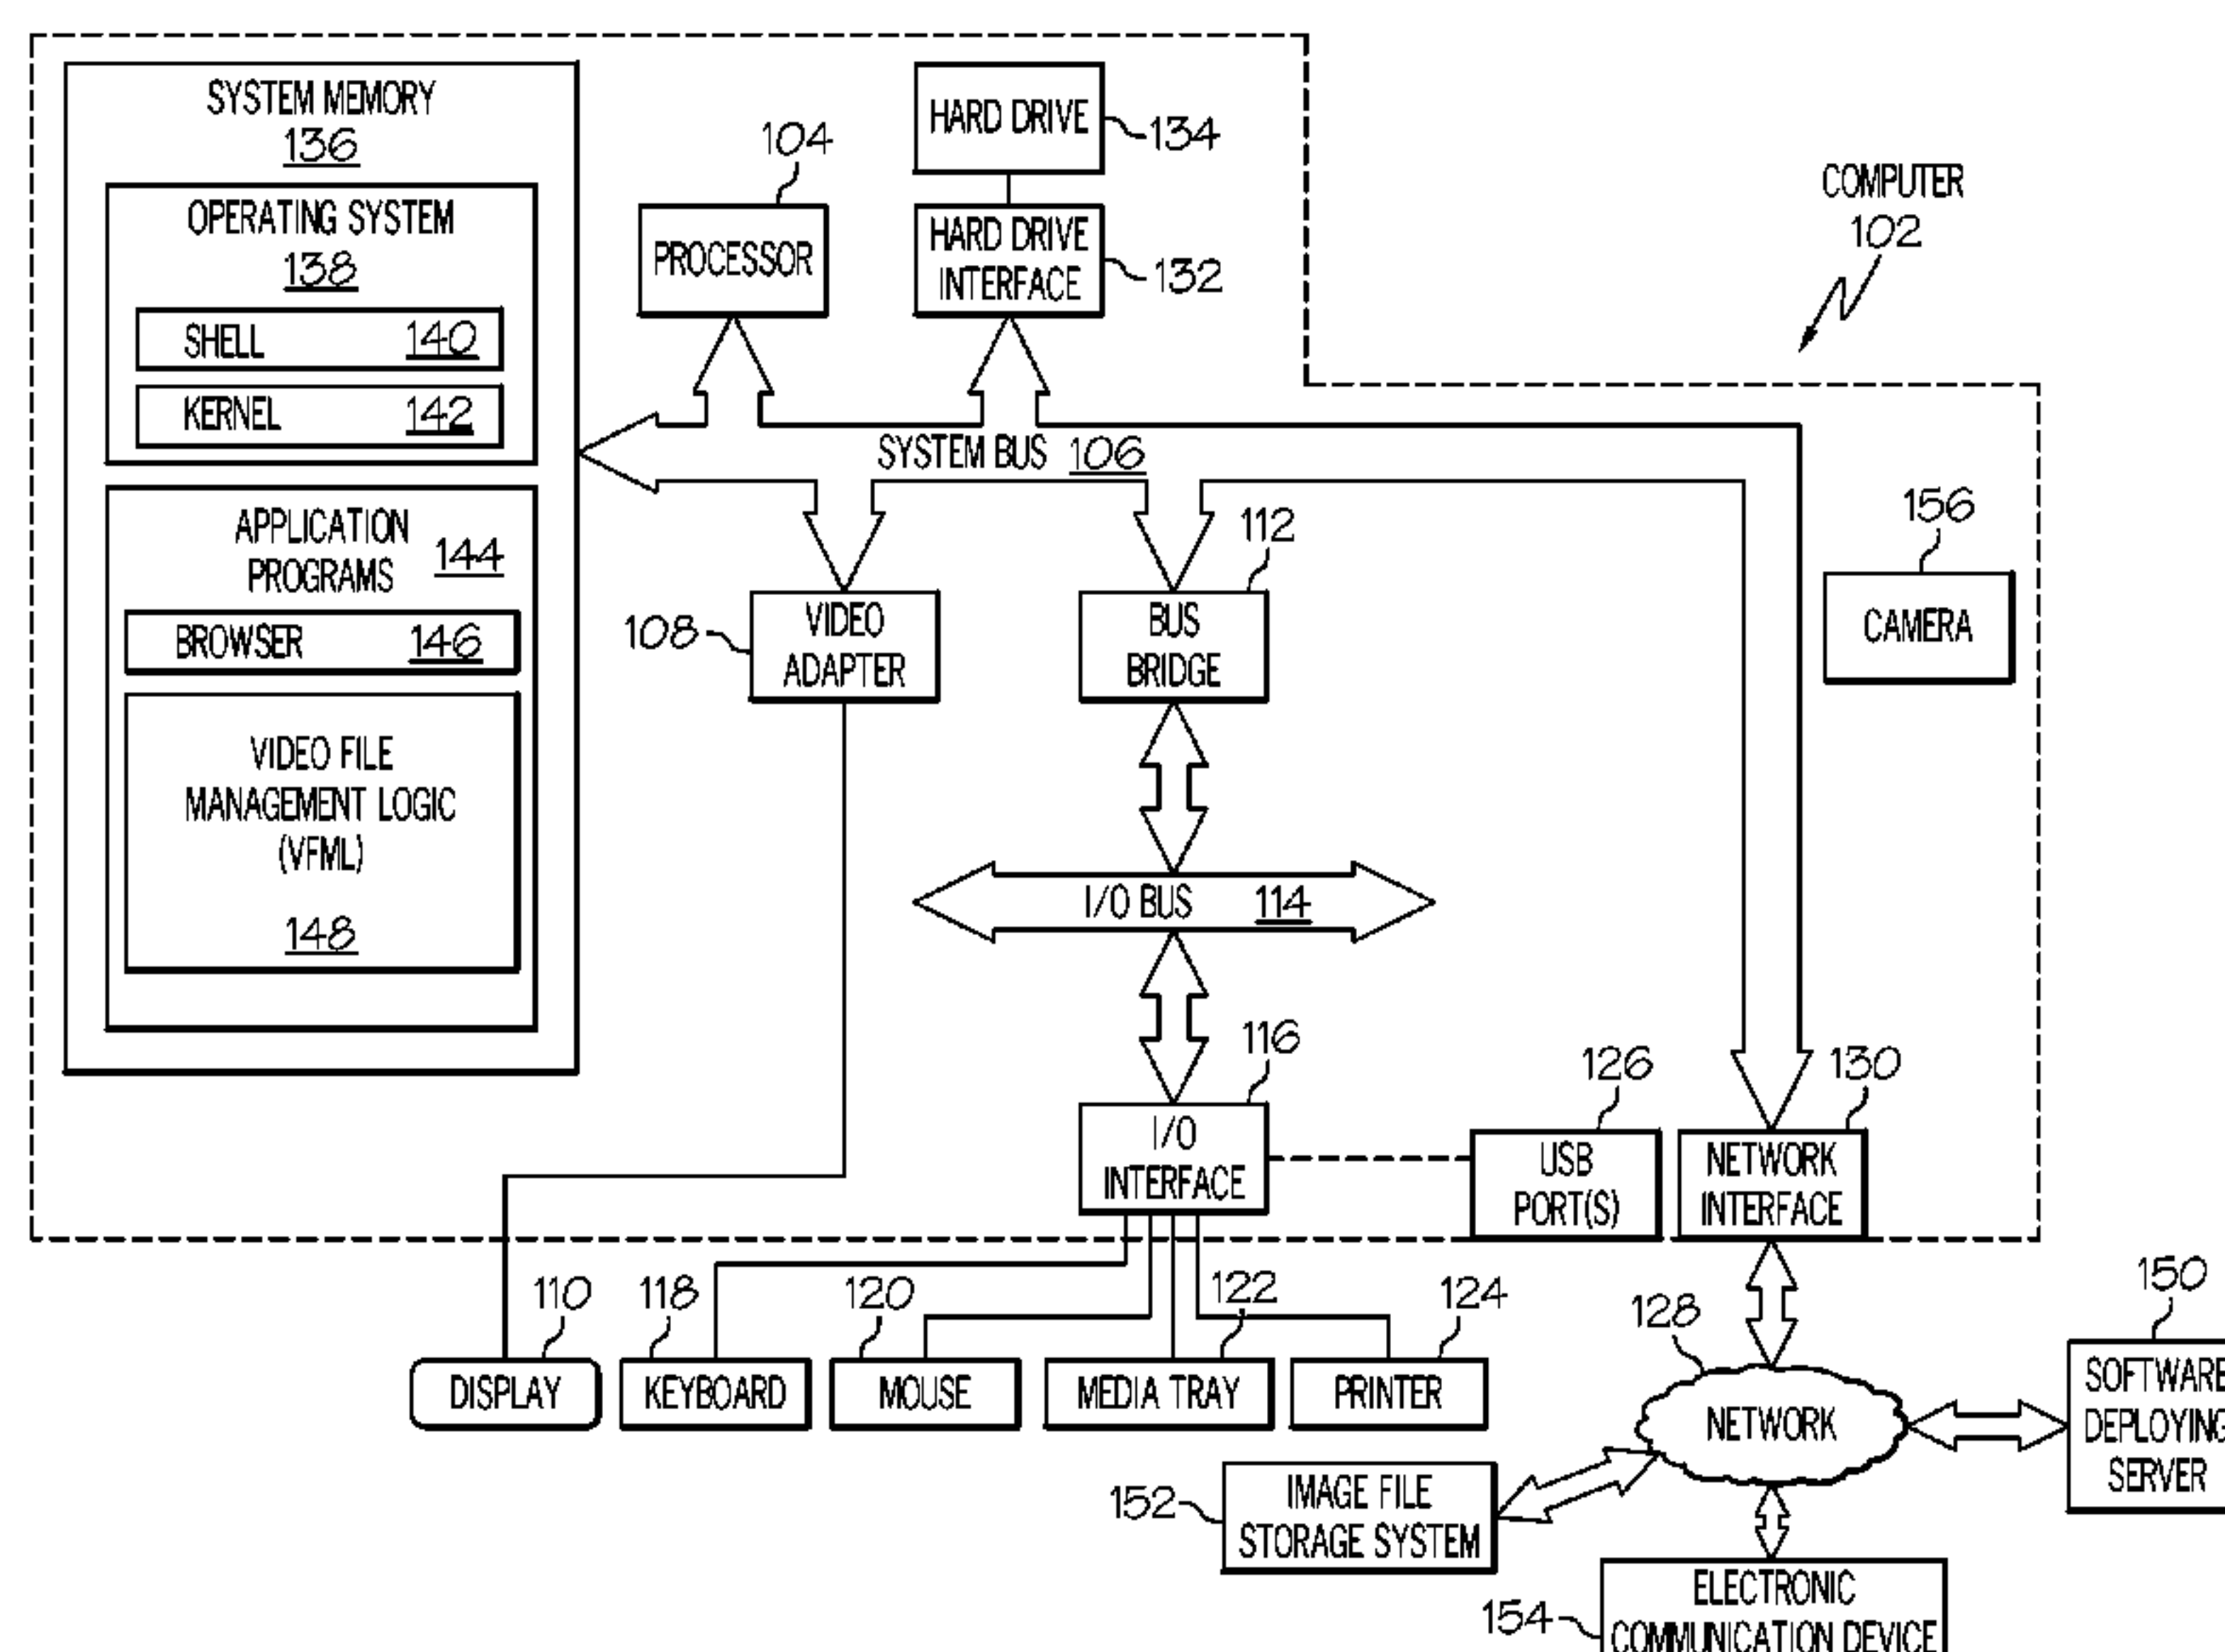 SYSTEM MEMORY
136
OPERATING SYSTEM
138
SHELL 140
KERNEL 142
APPLICATION
PROGRAMS 144
BROWSER 146
VIDEO FILE
MANAGEMENT LOGIC
(VFML)
148
104
PROCESSOR
HARD DRIVE
134
HARD DRIVE
INTERFACE
132
COMPUTER
102
SYSTEM BUS 106
156
CAMERA
108
VIDEO
ADAPTER
112
BUS
BRIDGE
I/O BUS 114
116
I/O
INTERFACE
126
USB
PORT(S)
130
NETWORK
INTERFACE
110
DISPLAY
118
KEYBOARD
120
MOUSE
122
MEDIA TRAY
124
PRINTER
128
NETWORK
150
SOFTWARE
DEPLOYING
SERVER
152
IMAGE FILE
STORAGE SYSTEM
154
ELECTRONIC
COMMUNICATION DEVICE